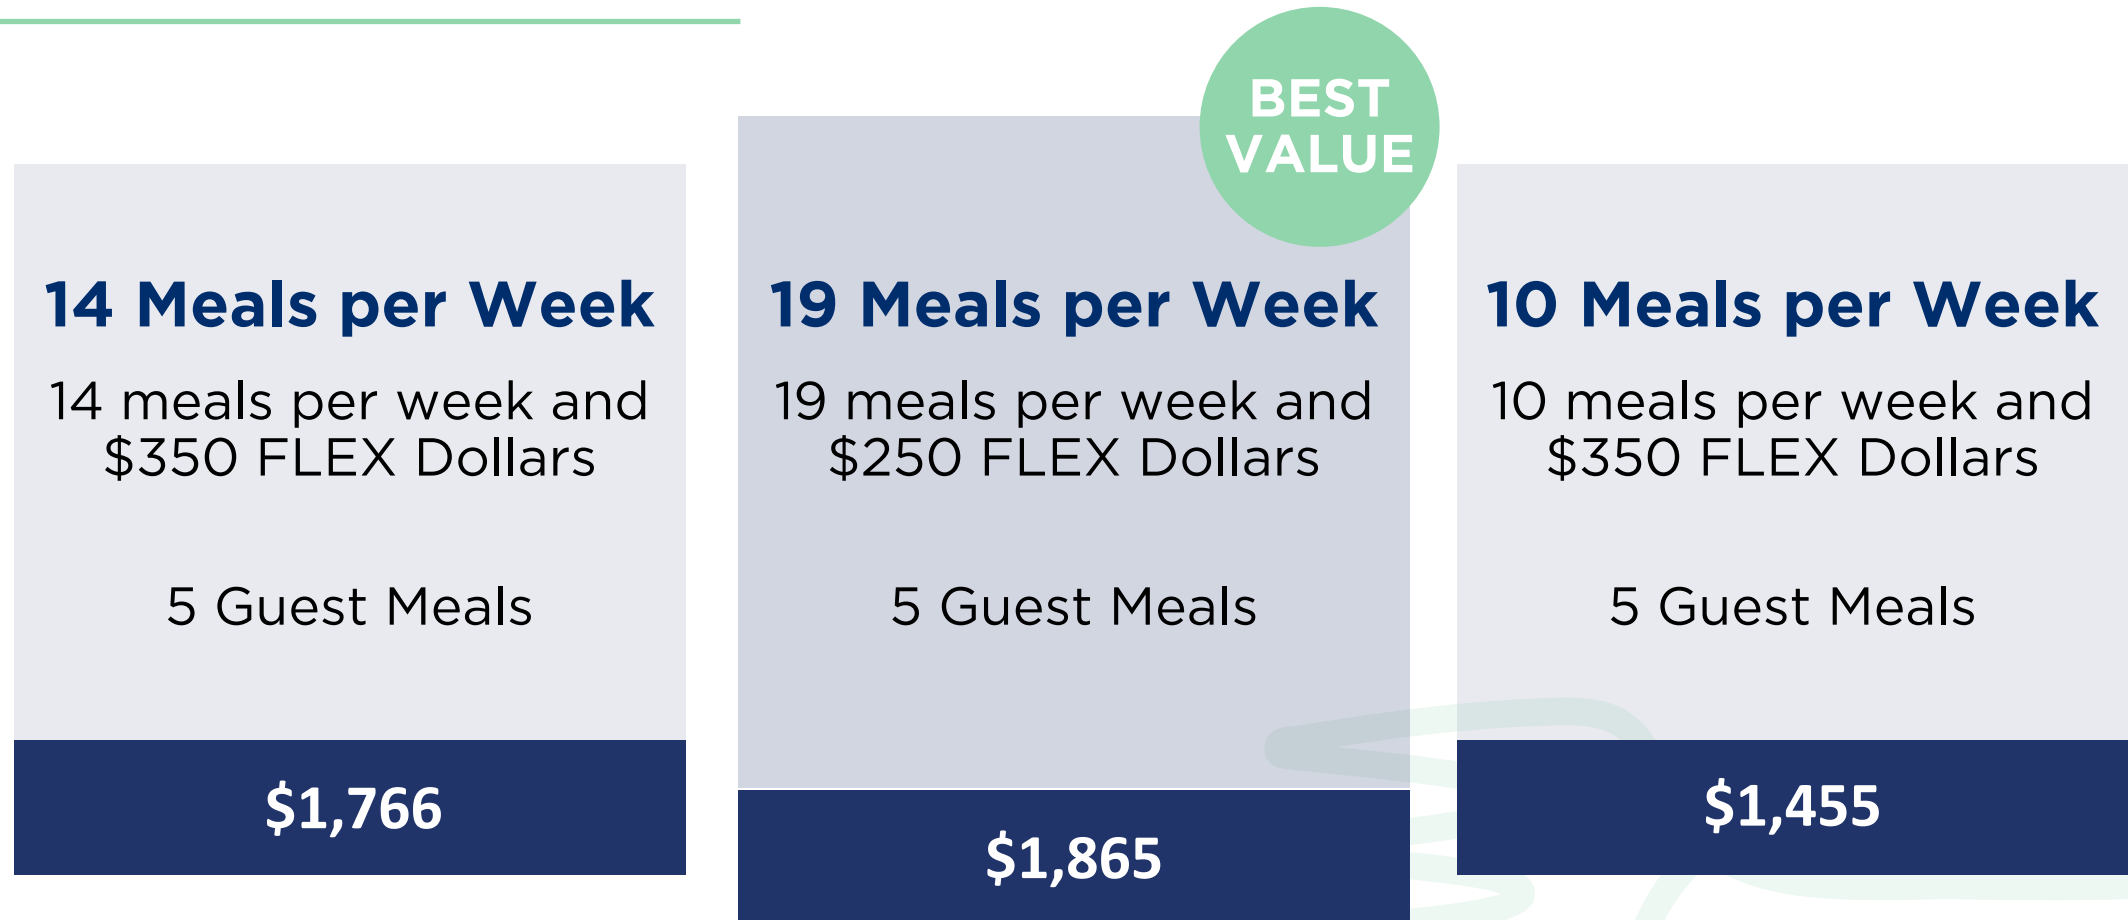 14 Meals per Week
14 meals per week and
$350 FLEX Dollars
5 Guest Meals
$1,766
BEST
VALUE
19 Meals per Week
19 meals per week and
$250 FLEX Dollars
5 Guest Meals
$1,865
10 Meals per Week
10 meals per week and
$350 FLEX Dollars
5 Guest Meals
$1,455